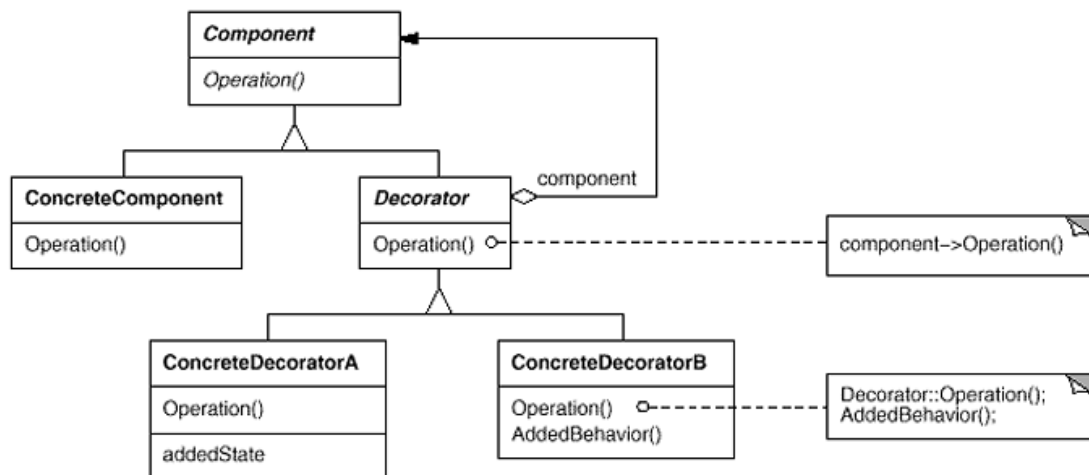 Component
Operation()
component
ConcreteComponent
Operation()
Decorator
Operation()
component–>Operation()
ConcreteDecoratorA
Operation()
addedState
ConcreteDecoratorB
Operation()
AddedBehavior()
Decorator::Operation();
AddedBehavior();